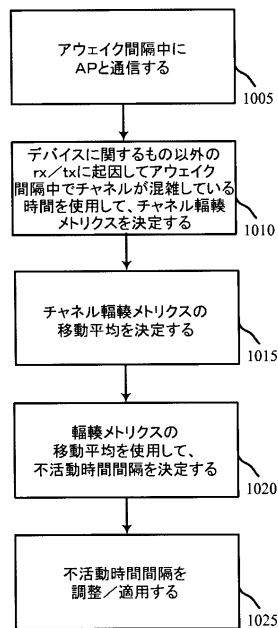 アウェイク間隔中に
APと通信する
1005
デバイスに関するもの以外の
rx/txに起因してアウェイク
間隔中でチャネルが混雑している
時間を使用して、チャネル輻輳
メトリクスを決定する
1010
チャネル輻輳メトリクスの
移動平均を決定する
1015
輻輳メトリクスの
移動平均を使用して、
不活動時間間隔を決定する
1020
不活動時間間隔を
調整/適用する
1025